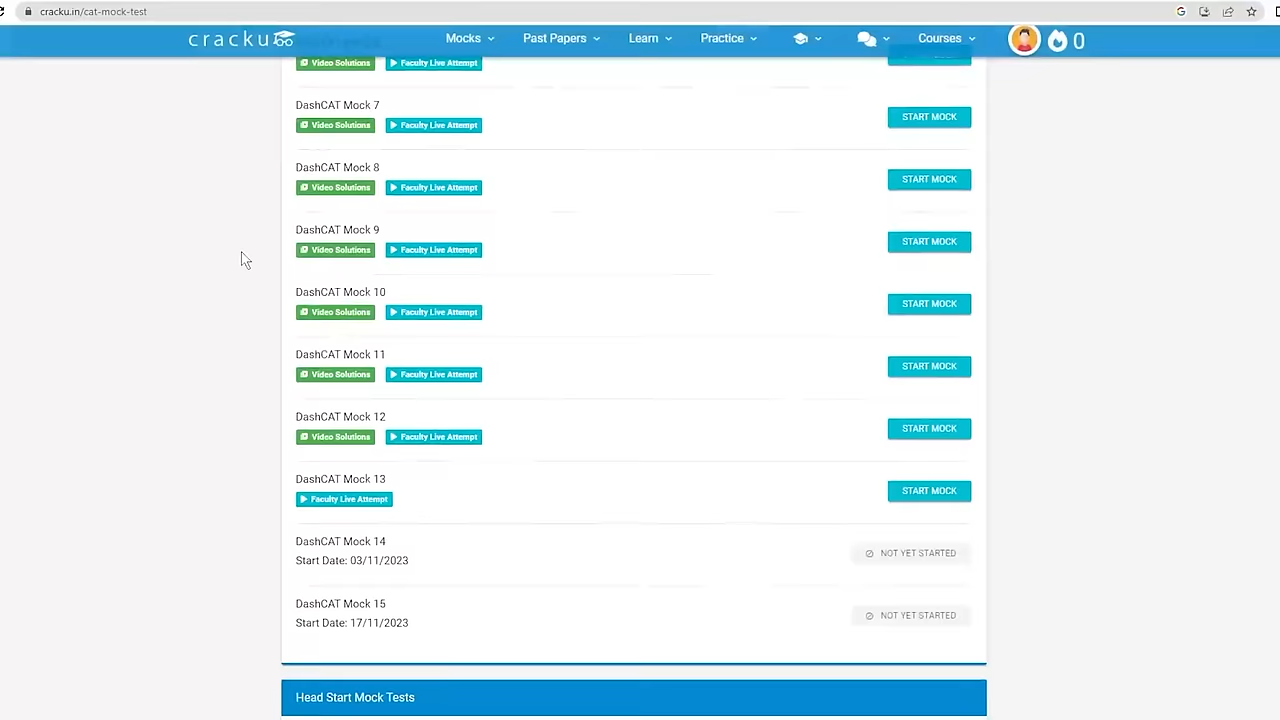 cracku.in/cat-mock-test
cracku
Mocks
Past Papers
Learn
Practice
Courses
0
Video Solutions
Faculty Live Attempt
DashCAT Mock 7
Video Solutions
Faculty Live Attempt
START MOCK
DashCAT Mock 8
Video Solutions
Faculty Live Attempt
START MOCK
DashCAT Mock 9
Video Solutions
Faculty Live Attempt
START MOCK
DashCAT Mock 10
Video Solutions
Faculty Live Attempt
START MOCK
DashCAT Mock 11
Video Solutions
Faculty Live Attempt
START MOCK
DashCAT Mock 12
Video Solutions
Faculty Live Attempt
START MOCK
DashCAT Mock 13
Faculty Live Attempt
START MOCK
DashCAT Mock 14
Start Date: 03/11/2023
NOT YET STARTED
DashCAT Mock 15
Start Date: 17/11/2023
NOT YET STARTED
Head Start Mock Tests